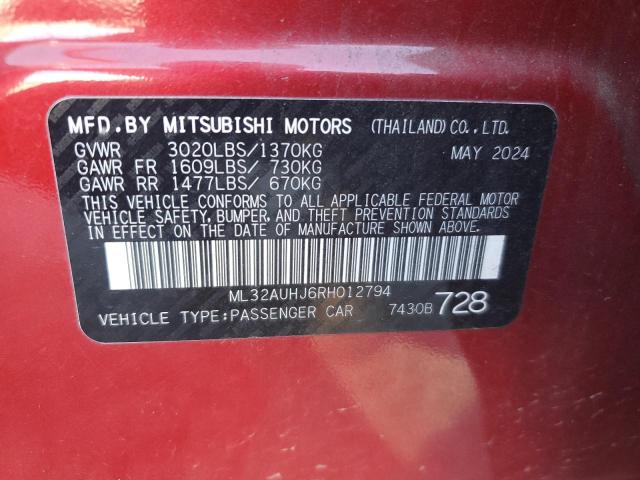 MFD.BY MITSUBISHI MOTORS (THAILAND)CO.,LTD.
GVWR 3020LBS/1370KG MAY 2024
GAWR FR 1609LBS/ 730KG
GAWR RR 1477LBS/ 670KG
THIS VEHICLE CONFORMS TO ALL APPLICABLE FEDERAL MOTOR
VEHICLE SAFETY, BUMPER, AND THEFT PREVENTION STANDARDS
IN EFFECT ON THE DATE OF MANUFACTURE SHOWN ABOVE.
ML32AUHJ6RH012794
VEHICLE TYPE:PASSENGER CAR 7430B 728